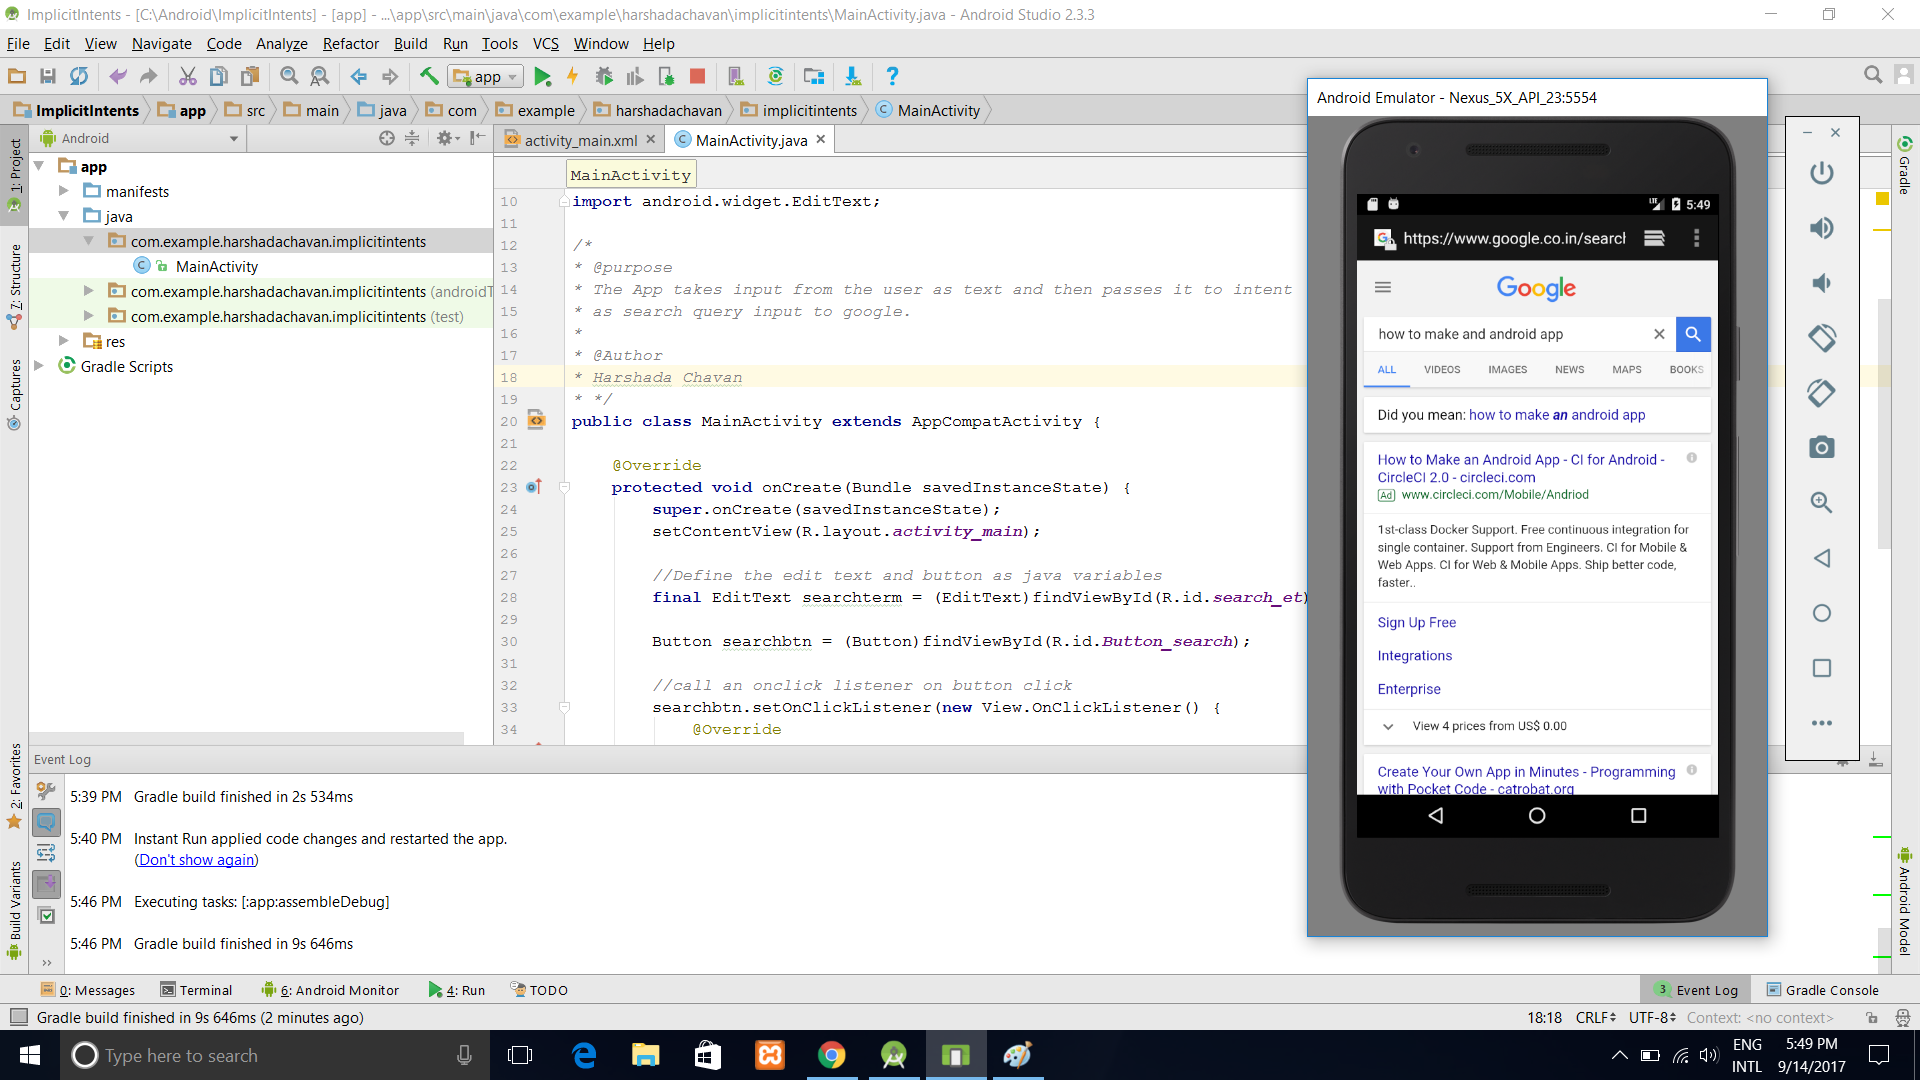 ImplicitIntents - [C:\Android\ImplicitIntents] - [app] - ...\app\src\main\java\com\example\harshadachavan\implicitintents\MainActivity.java - Android Studio 2.3.3
File Edit View Navigate Code Analyze Refactor Build Run Tools VCS Window Help
app
ImplicitIntents app src main java com example harshadachavan implicitintents MainActivity
Android
activity_main.xml
MainActivity.java
1: Project
Z: Structure
Captures
2: Favorites
Build Variants
app
manifests
java
com.example.harshadachavan.implicitintents
MainActivity
com.example.harshadachavan.implicitintents (androidT
com.example.harshadachavan.implicitintents (test)
res
Gradle Scripts
MainActivity
10 import android.widget.EditText;
11
12 /*
13 * @purpose
14 * The App takes input from the user as text and then passes it to intent
15 * as search query input to google.
16 *
17 * @Author
18 * Harshada Chavan
19 * */
20 public class MainActivity extends AppCompatActivity {
21
22 @Override
23 protected void onCreate(Bundle savedInstanceState) {
24 super.onCreate(savedInstanceState);
25 setContentView(R.layout.activity_main);
26
27 //Define the edit text and button as java variables
28 final EditText searchterm = (EditText)findViewById(R.id.search_et)
29
30 Button searchbtn = (Button)findViewById(R.id.Button_search);
31
32 //call an onclick listener on button click
33 searchbtn.setOnClickListener(new View.OnClickListener() {
34 @Override
Android Emulator - Nexus_5X_API_23:5554
LTE 5:49
https://www.google.co.in/search
Google
how to make and android app
ALL VIDEOS IMAGES NEWS MAPS BOOKS
Did you mean: how to make an android app
How to Make an Android App - CI for Android -
CircleCI 2.0 - circleci.com
Ad www.circleci.com/Mobile/Andriod
1st-class Docker Support. Free continuous integration for
single container. Support from Engineers. CI for Mobile &
Web Apps. CI for Web & Mobile Apps. Ship better code,
faster..
Sign Up Free
Integrations
Enterprise
View 4 prices from US$ 0.00
Create Your Own App in Minutes - Programming
with Pocket Code - catrobat.org
Gradle
Android Model
Event Log
5:39 PM Gradle build finished in 2s 534ms
5:40 PM Instant Run applied code changes and restarted the app.
(Don't show again)
5:46 PM Executing tasks: [:app:assembleDebug]
5:46 PM Gradle build finished in 9s 646ms
0: Messages Terminal 6: Android Monitor 4: Run TODO
3 Event Log Gradle Console
Gradle build finished in 9s 646ms (2 minutes ago)
18:18 CRLF UTF-8 Context: <no context>
Type here to search
ENG
INTL
5:49 PM
9/14/2017